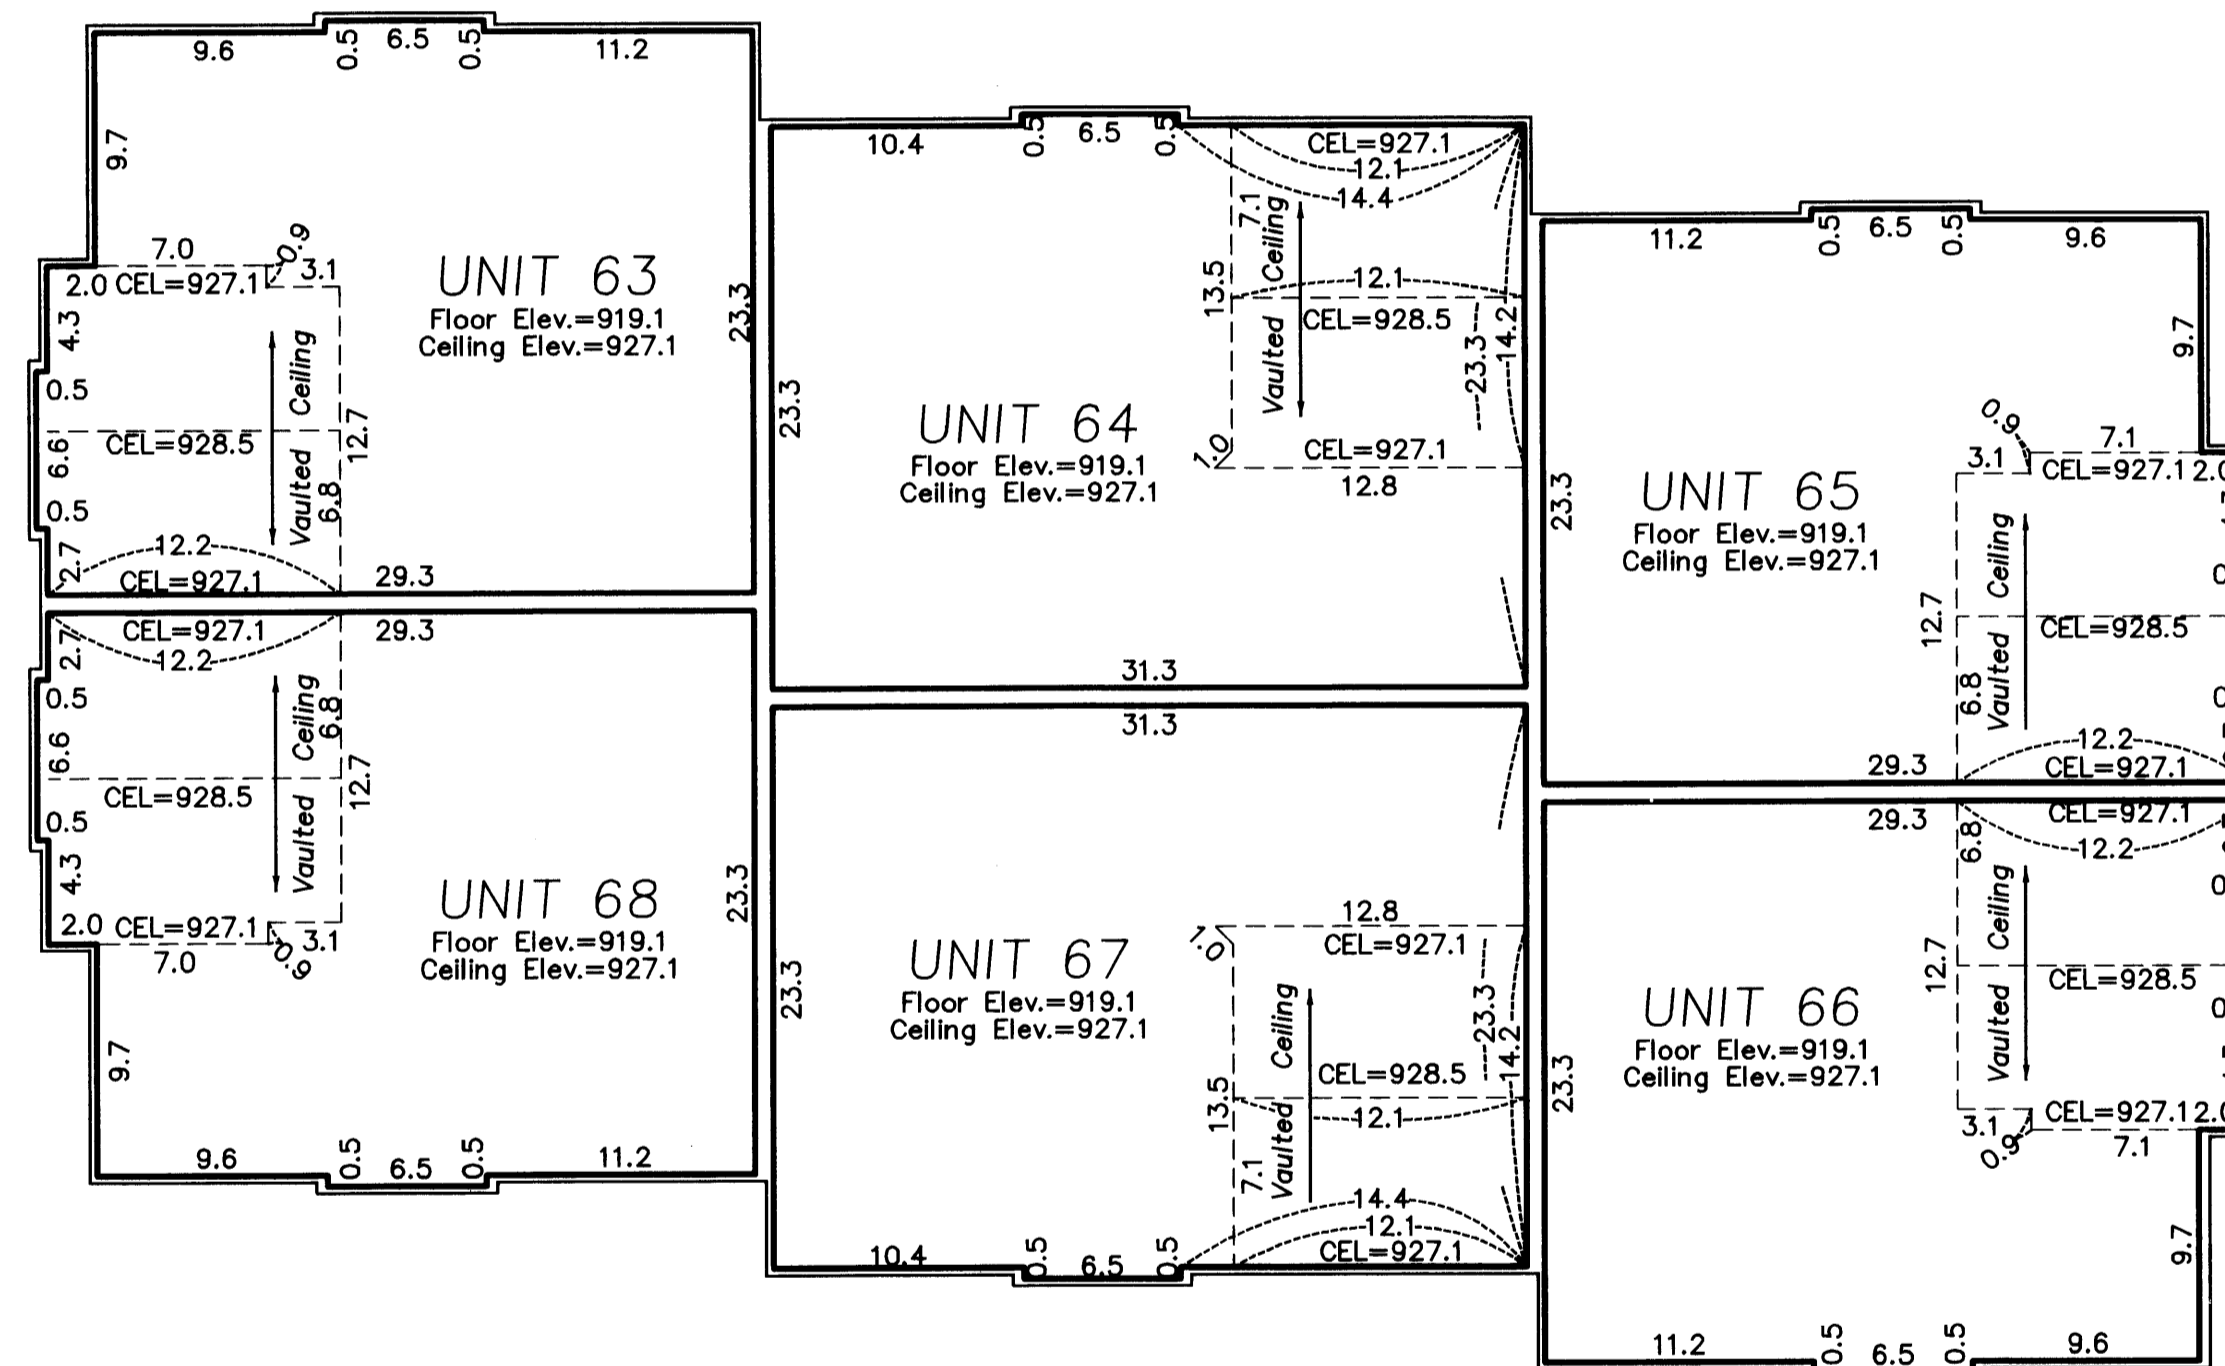 9.6
0.5
6.5
0.5
11.2
9.7
7.0
0.9
2.0 CEL=927.1
3.1
4.3
0.5
CEL=928.5
6.6
0.5
Vaulted Ceiling
6.8
12.7
2.7
12.2
CEL=927.1
29.3
UNIT 63
Floor Elev.=919.1
Ceiling Elev.=927.1
23.3
10.4
0.5
6.5
0.5
CEL=927.1
12.1
14.4
7.1
13.5
Vaulted Ceiling
12.1
CEL=928.5
23.3
14.2
1.0
CEL=927.1
12.8
23.3
UNIT 64
Floor Elev.=919.1
Ceiling Elev.=927.1
31.3
11.2
0.5
6.5
0.5
9.6
9.7
0.9
7.1
3.1
CEL=927.1 2.0
23.3
UNIT 65
Floor Elev.=919.1
Ceiling Elev.=927.1
12.7
Vaulted Ceiling
CEL=928.5
6.8
12.2
29.3
CEL=927.1
CEL=927.1
29.3
12.2
2.7
0.5
6.6
Vaulted Ceiling
6.8
12.7
CEL=928.5
0.5
4.3
2.0 CEL=927.1
3.1
7.0
0.9
UNIT 68
Floor Elev.=919.1
Ceiling Elev.=927.1
23.3
9.7
9.6
0.5
6.5
0.5
11.2
31.3
23.3
UNIT 67
Floor Elev.=919.1
Ceiling Elev.=927.1
12.8
1.0
CEL=927.1
23.3
14.2
Vaulted Ceiling
13.5
CEL=928.5
12.1
7.1
14.4
12.1
CEL=927.1
10.4
0.5
6.5
0.5
CEL=927.1
29.3
12.2
6.8
12.7
Vaulted Ceiling
CEL=928.5
23.3
UNIT 66
Floor Elev.=919.1
Ceiling Elev.=927.1
CEL=927.1 2.0
3.1
0.9
7.1
9.7
11.2
0.5
6.5
0.5
9.6